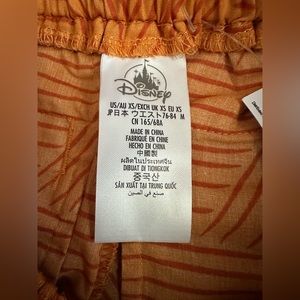 Disney
US/AU XS/EXCH UK XS EU XS
JP日本 ウエスト76-84 M
CN 165/68A
MADE IN CHINA
FABRIQUÉ EN CHINE
HECHO EN CHINA
中國製
ผลิตในประเทศจีน
DIBUAT DI TIONGKOK
중국산
SẢN XUẤT TẠI TRUNG QUỐC
صنع في الصين